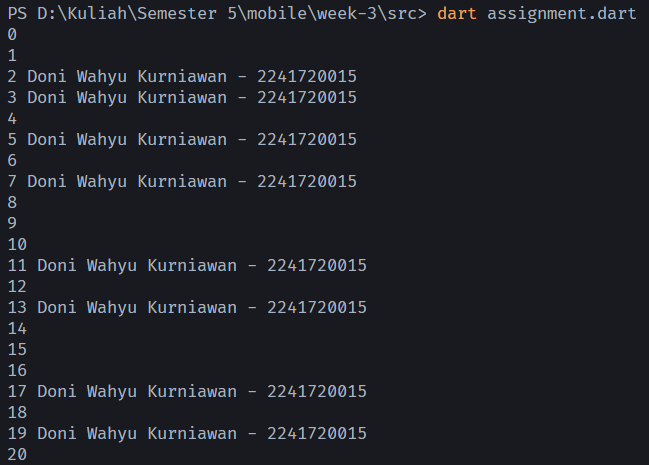 PS D:\Kuliah\Semester 5\mobile\week-3\src> dart assignment.dart
0
1
2 Doni Wahyu Kurniawan - 2241720015
3 Doni Wahyu Kurniawan - 2241720015
4
5 Doni Wahyu Kurniawan - 2241720015
6
7 Doni Wahyu Kurniawan - 2241720015
8
9
10
11 Doni Wahyu Kurniawan - 2241720015
12
13 Doni Wahyu Kurniawan - 2241720015
14
15
16
17 Doni Wahyu Kurniawan - 2241720015
18
19 Doni Wahyu Kurniawan - 2241720015
20